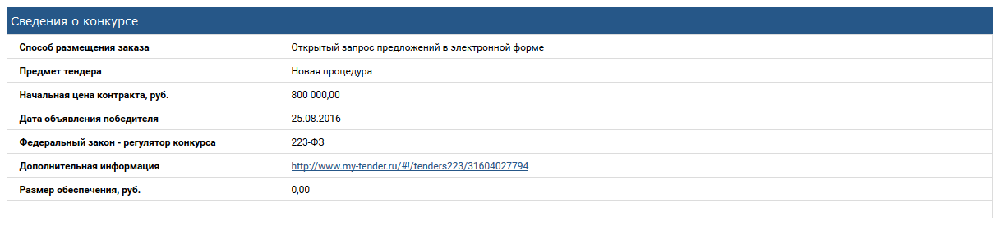 Сведения о конкурсе
Способ размещения заказа Открытый запрос предложений в электронной форме
Предмет тендера Новая процедура
Начальная цена контракта, руб. 800 000,00
Дата объявления победителя 25.08.2016
Федеральный закон - регулятор конкурса 223-ФЗ
Дополнительная информация http://www.my-tender.ru/#!/tenders223/31604027794
Размер обеспечения, руб. 0,00